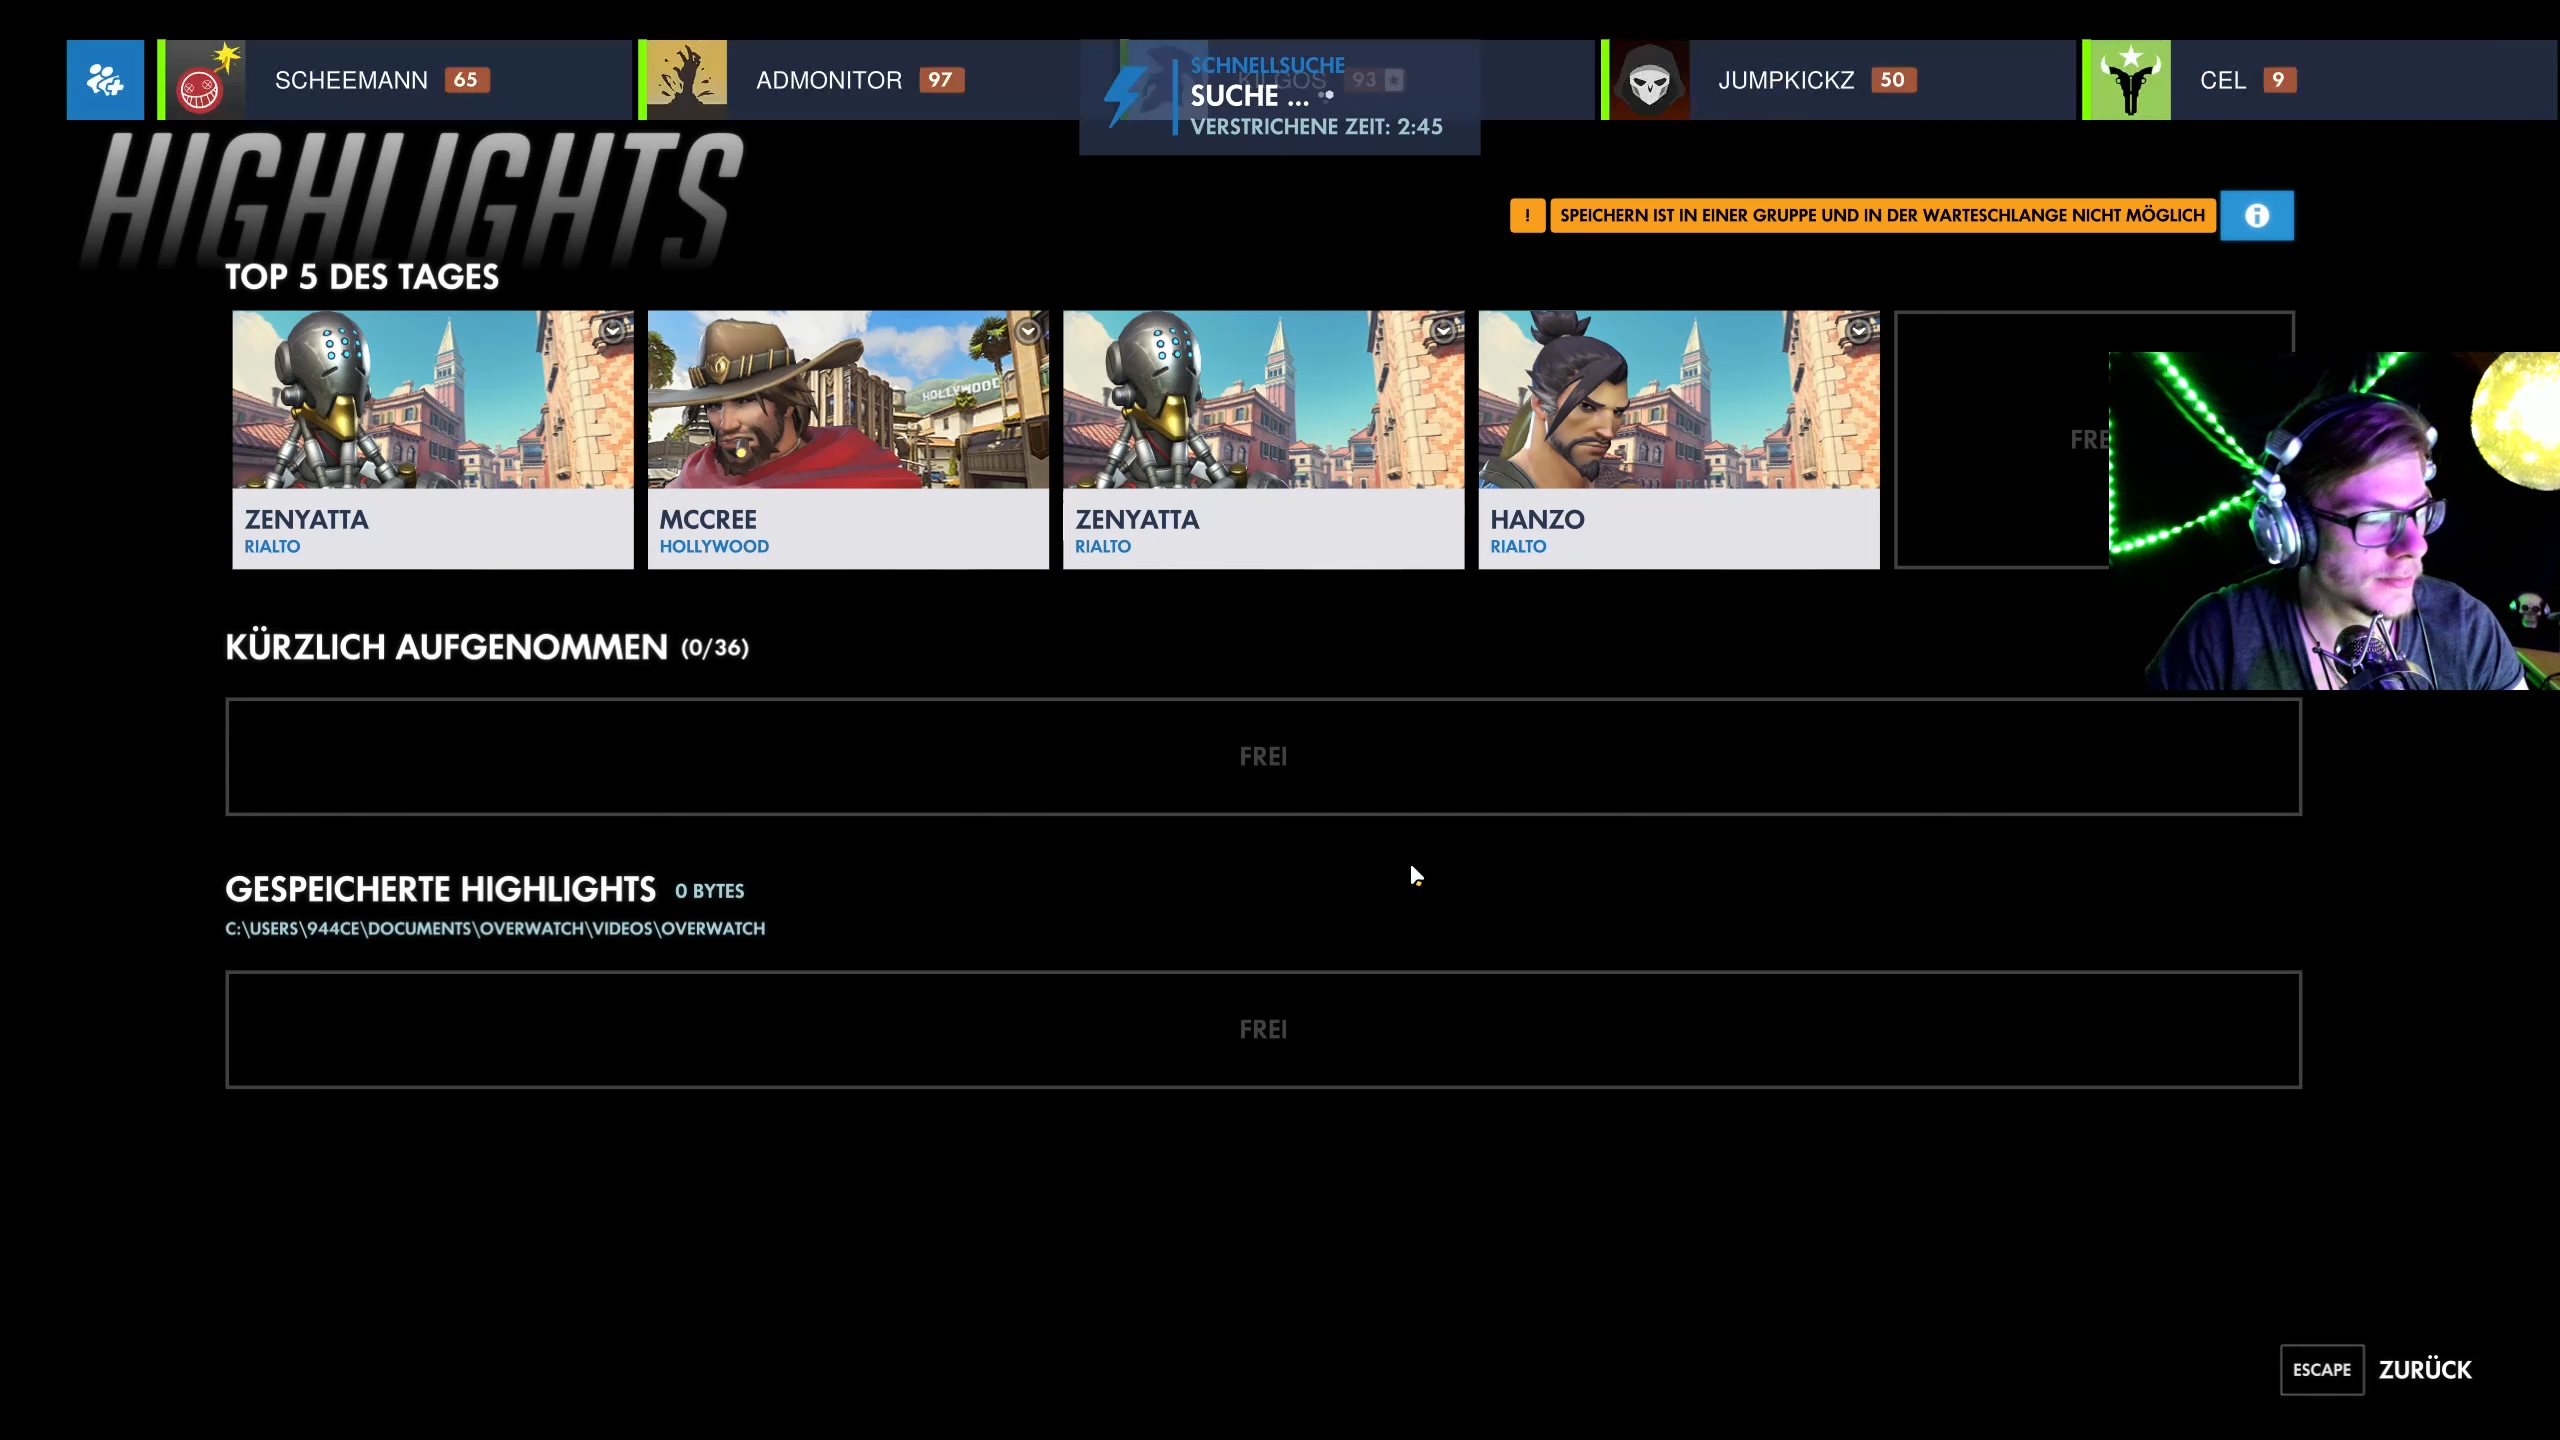 SCHEEMANN 65
ADMONITOR 97
KILGOS 93
JUMPKICKZ 50
CEL 9
SCHNELLSUCHE
SUCHE ...
VERSTRICHENE ZEIT: 2:45
HIGHLIGHTS
! SPEICHERN IST IN EINER GRUPPE UND IN DER WARTESCHLANGE NICHT MÖGLICH
TOP 5 DES TAGES
HOLLYWOOD
FRE
ZENYATTA
RIALTO
MCCREE
HOLLYWOOD
ZENYATTA
RIALTO
HANZO
RIALTO
KÜRZLICH AUFGENOMMEN (0/36)
FREI
GESPEICHERTE HIGHLIGHTS 0 BYTES
C:\USERS\944CE\DOCUMENTS\OVERWATCH\VIDEOS\OVERWATCH
FREI
ESCAPE ZURÜCK